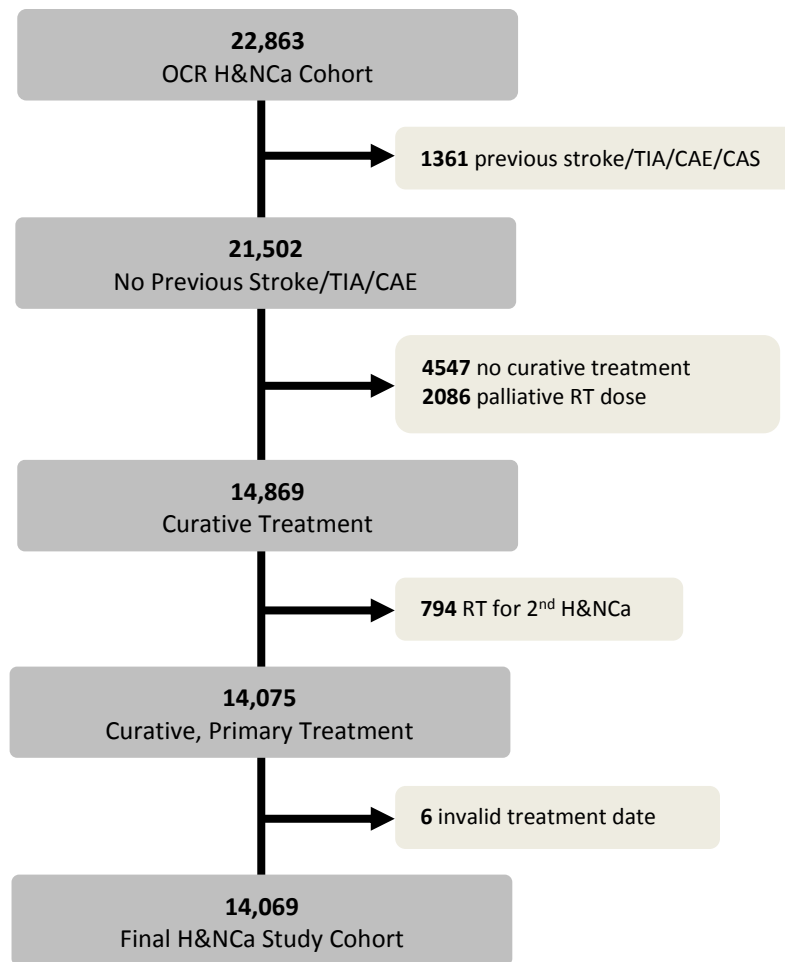 22,863
OCR H&NCa Cohort
1361 previous stroke/TIA/CAE/CAS
21,502
No Previous Stroke/TIA/CAE
4547 no curative treatment
2086 palliative RT dose
14,869
Curative Treatment
794 RT for 2nd H&NCa
14,075
Curative, Primary Treatment
6 invalid treatment date
14,069
Final H&NCa Study Cohort